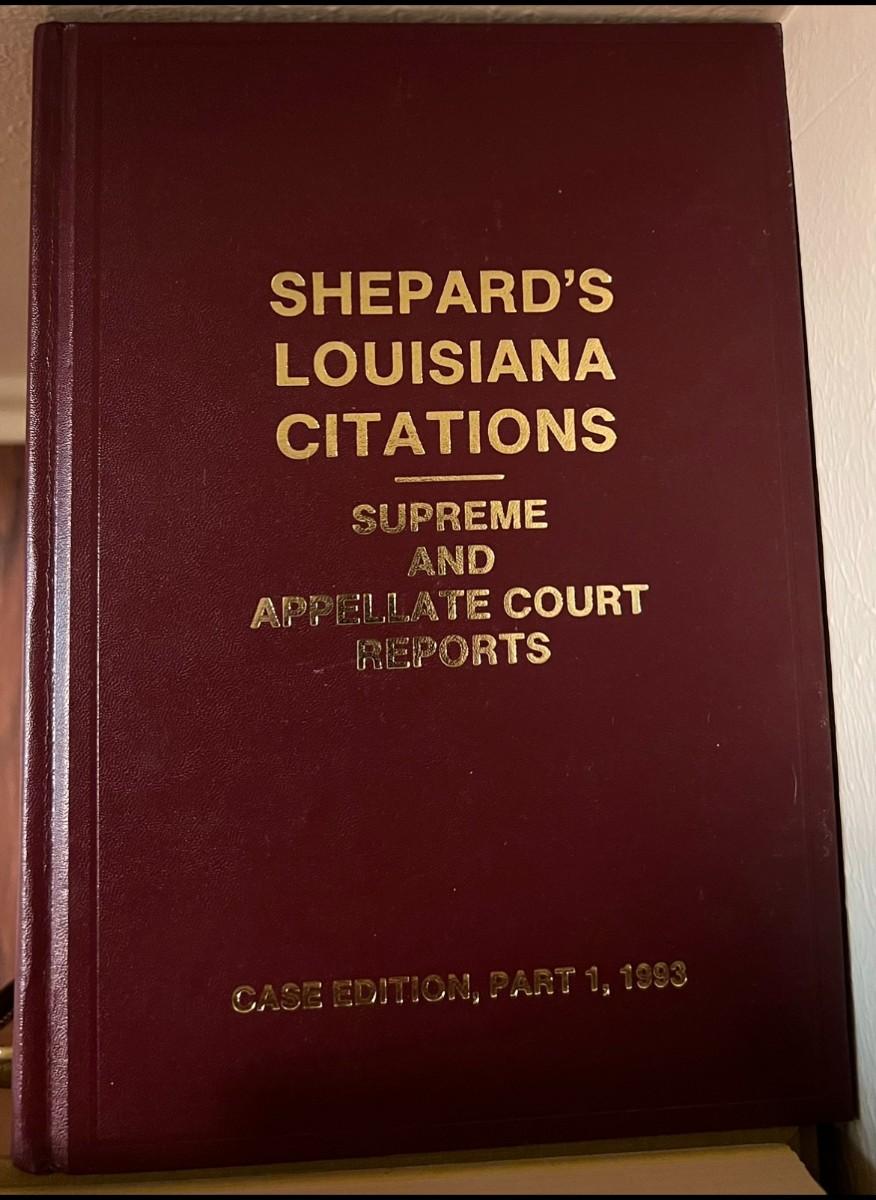 SHEPARD'S
LOUISIANA
CITATIONS
SUPREME
AND
APPELLATE COURT
REPORTS
CASE EDITION, PART 1, 1993